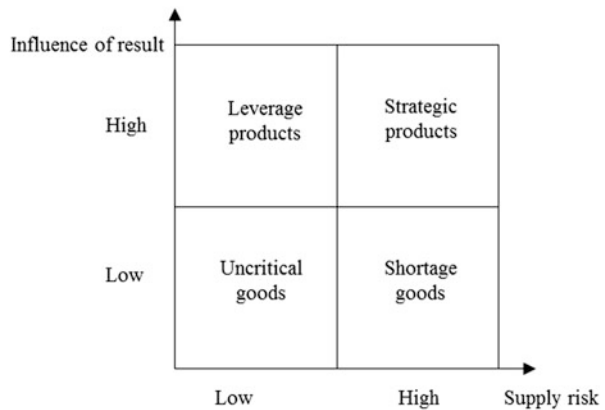 Influence of result
High
Leverage
products
Strategic
products
Low
Uncritical
goods
Shortage
goods
Low
High
Supply risk